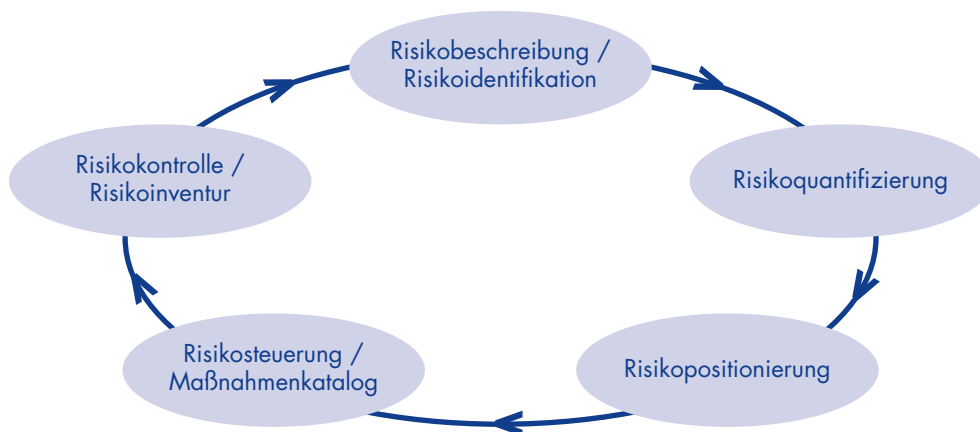 Risikobeschreibung /
Risikoidentifikation
Risikoquantifizierung
Risikopositionierung
Risikosteuerung /
Maßnahmenkatalog
Risikokontrolle /
Risikoinventur